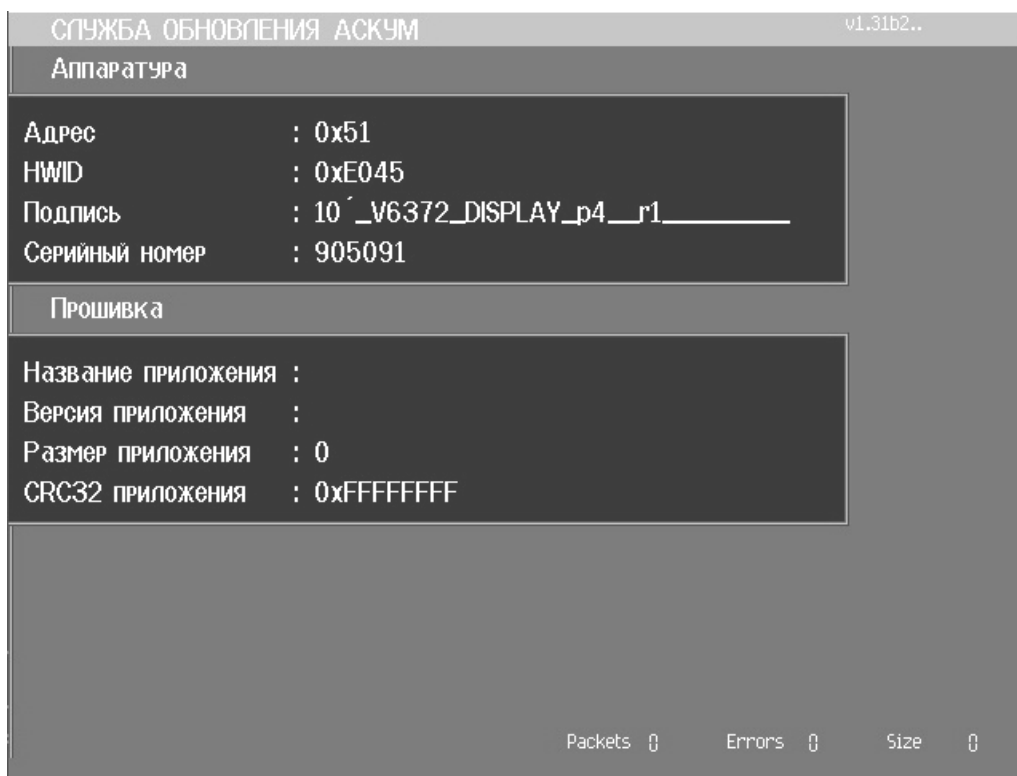 СЛУЖБА ОБНОВЛЕНИЯ АСКУМ v1.31b2..
Аппаратура
Адрес : 0x51
HWID : 0xE045
Подпись : 10´_V6372_DISPLAY_p4__r1__________
Серийный номер : 905091
Прошивка
Название приложения :
Версия приложения :
Размер приложения : 0
CRC32 приложения : 0xFFFFFFFF
Packets 0 Errors 0 Size 0